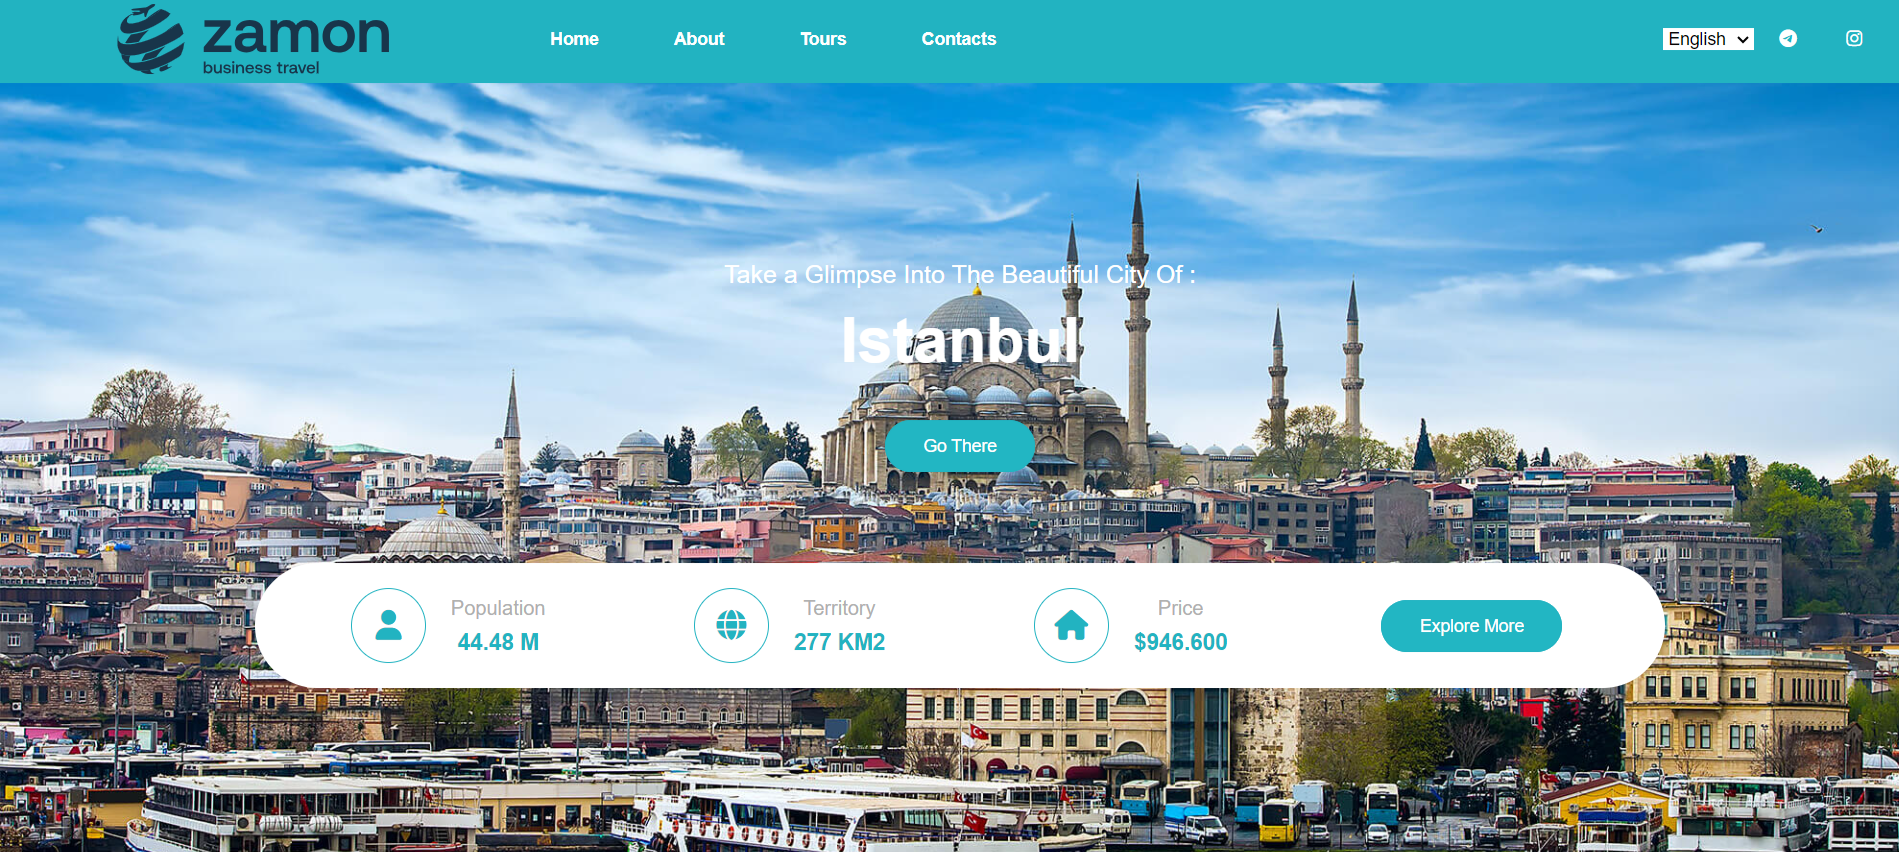 zamon
business travel
Home
About
Tours
Contacts
English
Take a Glimpse Into The Beautiful City Of :
Istanbul
Go There
Population
44.48 M
Territory
277 KM2
Price
$946.600
Explore More